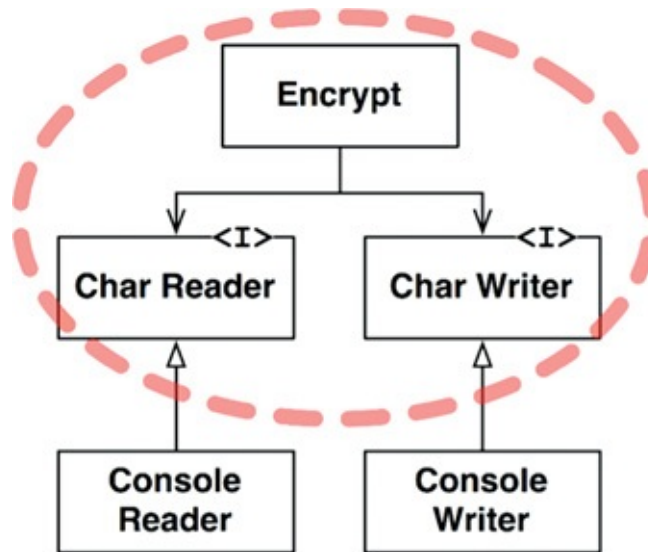 Encrypt
<I>
<I>
Char Reader
Char Writer
Console
Reader
Console
Writer